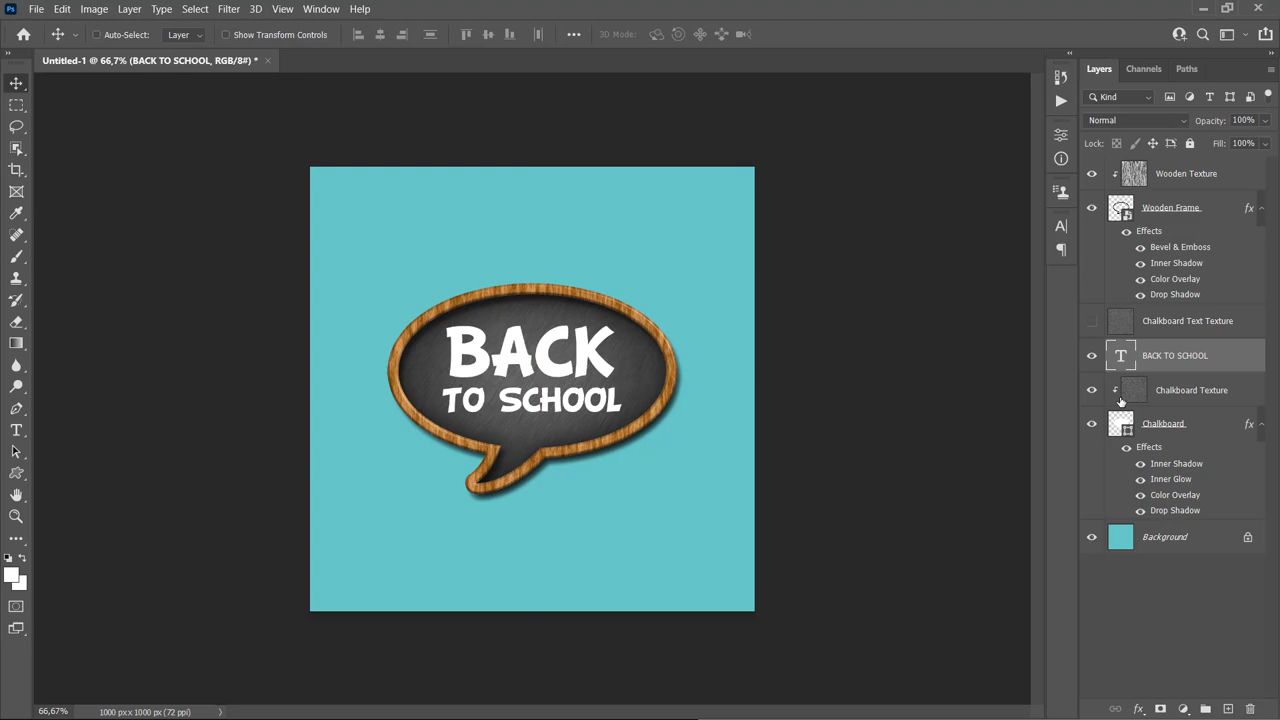 Ps File Edit Image Layer Type Select Filter 3D View Window Help
Auto-Select: Layer Show Transform Controls ••• 3D Mode:
Untitled-1 @ 66,7% (BACK TO SCHOOL, RGB/8#) * ×
BACK
TO SCHOOL
66,67% 1000 px x 1000 px (72 ppi)
Layers Channels Paths
Kind
Normal Opacity: 100%
Lock: Fill: 100%
Wooden Texture
Wooden Frame fx
Effects
Bevel & Emboss
Inner Shadow
Color Overlay
Drop Shadow
Chalkboard Text Texture
T BACK TO SCHOOL
Chalkboard Texture
Chalkboard fx
Effects
Inner Shadow
Inner Glow
Color Overlay
Drop Shadow
Background
fx